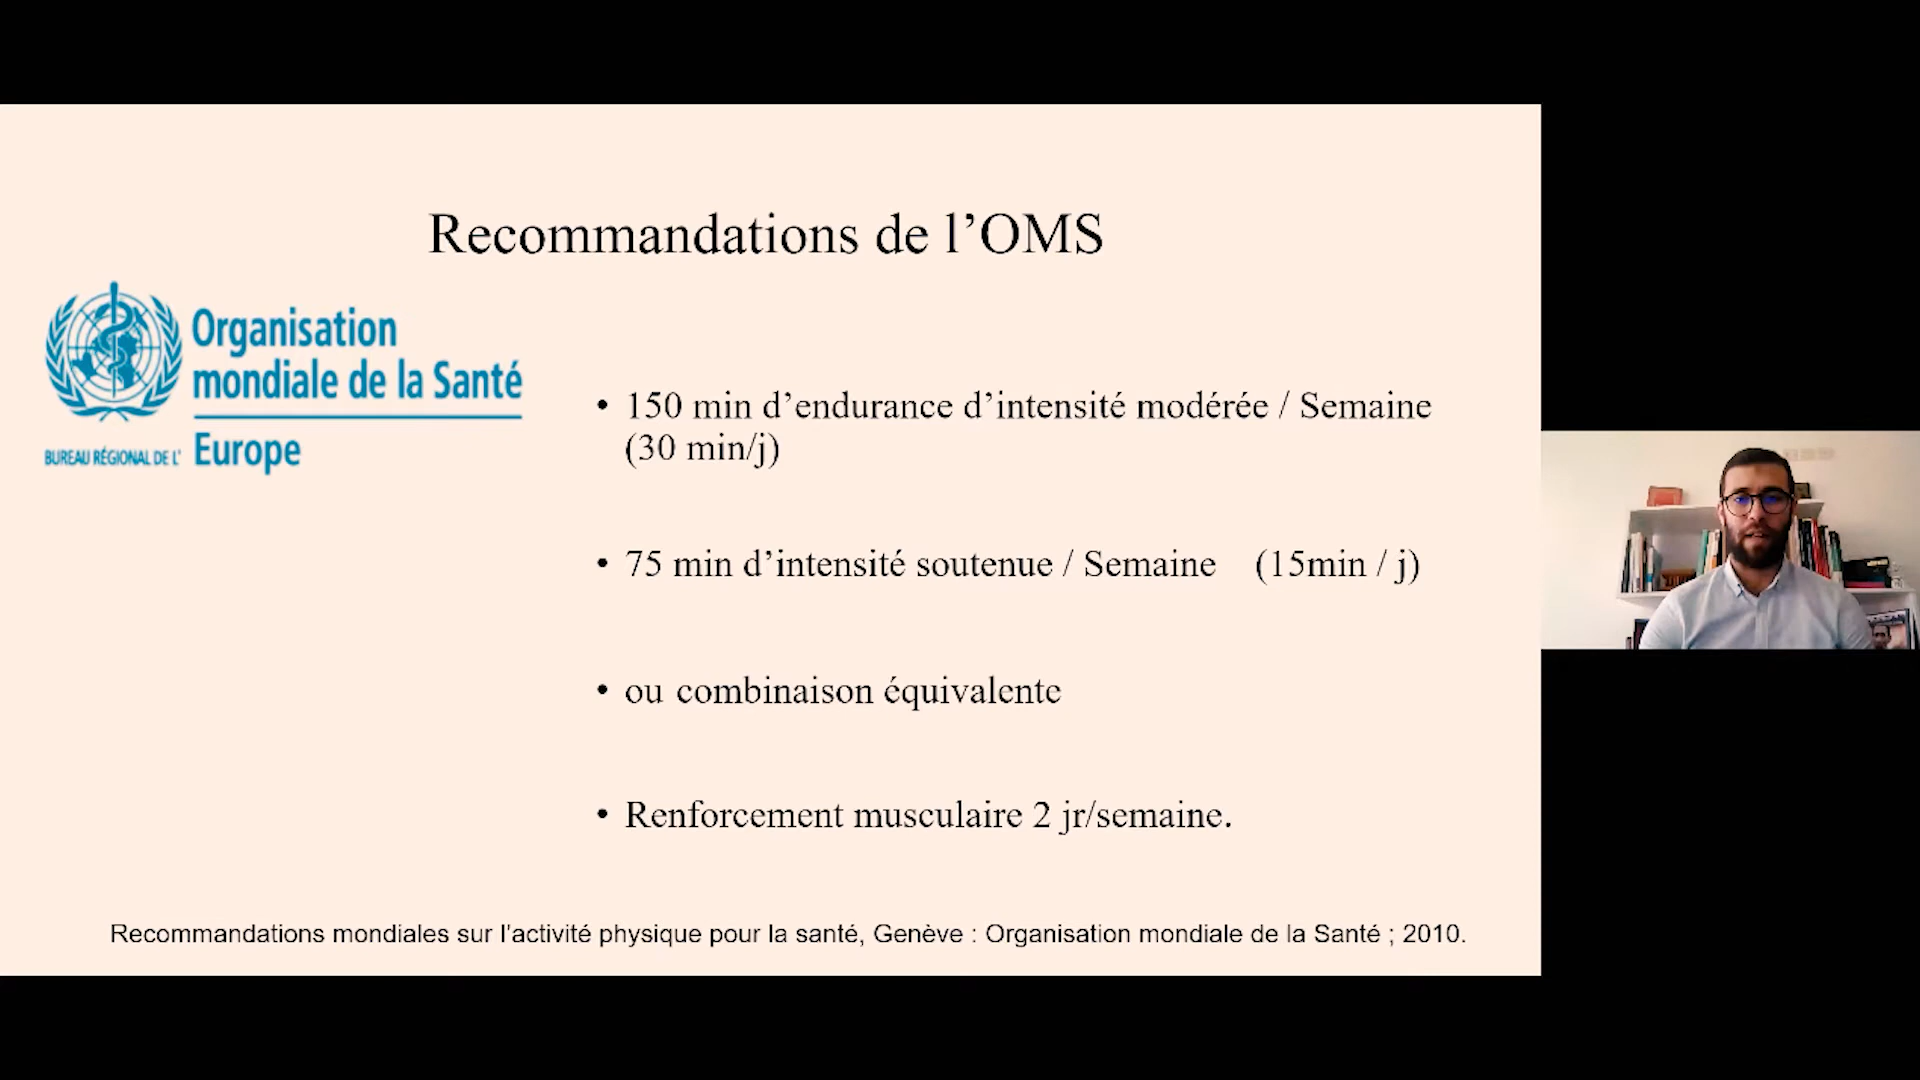 Recommandations de l’OMS
Organisation
mondiale de la Santé
BUREAU RÉGIONAL DE L' Europe
• 150 min d’endurance d’intensité modérée / Semaine
(30 min/j)
• 75 min d’intensité soutenue / Semaine (15min / j)
• ou combinaison équivalente
• Renforcement musculaire 2 jr/semaine.
Recommandations mondiales sur l'activité physique pour la santé, Genève : Organisation mondiale de la Santé ; 2010.